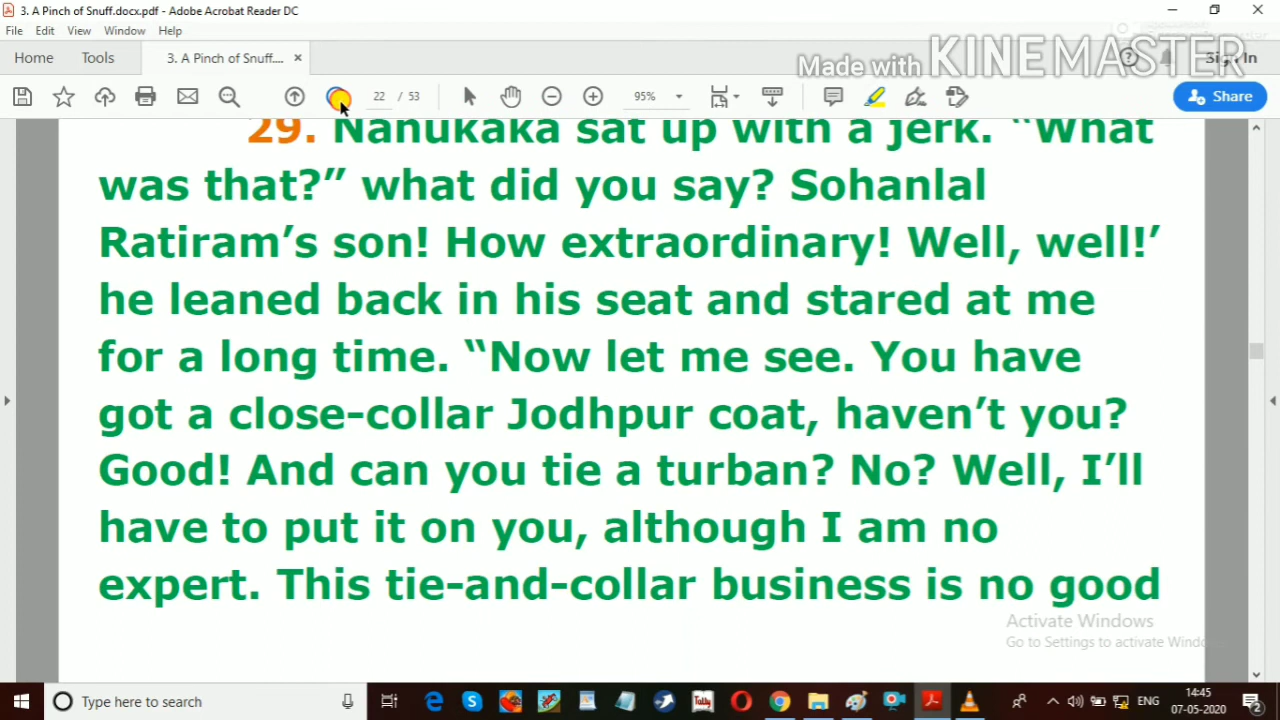 3. A Pinch of Snuff.docx.pdf - Adobe Acrobat Reader DC
File Edit View Window Help
Made with KINEMASTER
Home Tools 3. A Pinch of Snuff.... × Sign In
22 / 53 95% Share
29. Nanukaka sat up with a jerk. “What
was that?” what did you say? Sohanlal
Ratiram’s son! How extraordinary! Well, well!’
he leaned back in his seat and stared at me
for a long time. “Now let me see. You have
got a close-collar Jodhpur coat, haven’t you?
Good! And can you tie a turban? No? Well, I’ll
have to put it on you, although I am no
expert. This tie-and-collar business is no good
Activate Windows
Go to Settings to activate Windows
Type here to search Tally ENG 14:45
07-05-2020 2